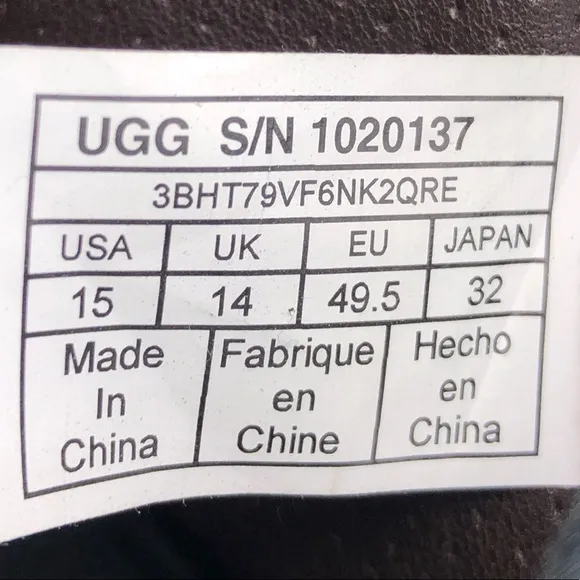 UGG S/N 1020137
3BHT79VF6NK2QRE
USA UK EU JAPAN
15 14 49.5 32
Made Fabrique Hecho
In en en
China Chine China